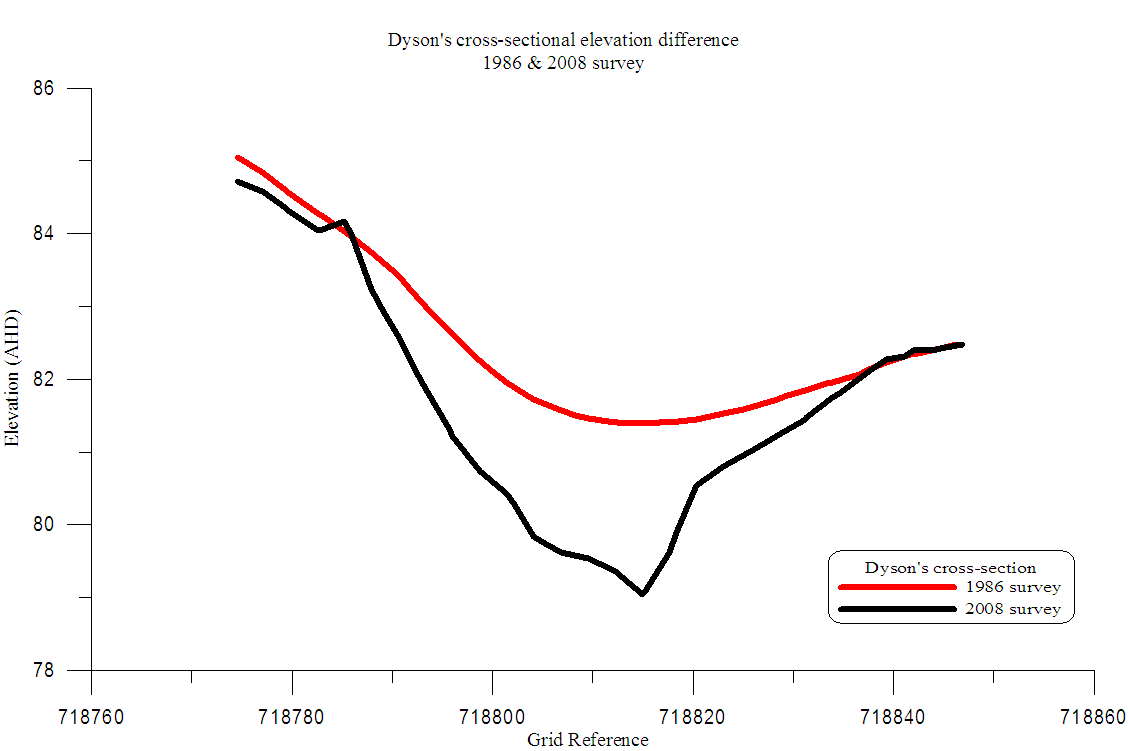 Dyson's cross-sectional elevation difference
1986 & 2008 survey
86
84
82
80
78
Elevation (AHD)
718760 718780 718800 718820 718840 718860
Grid Reference
Dyson's cross-section
1986 survey
2008 survey